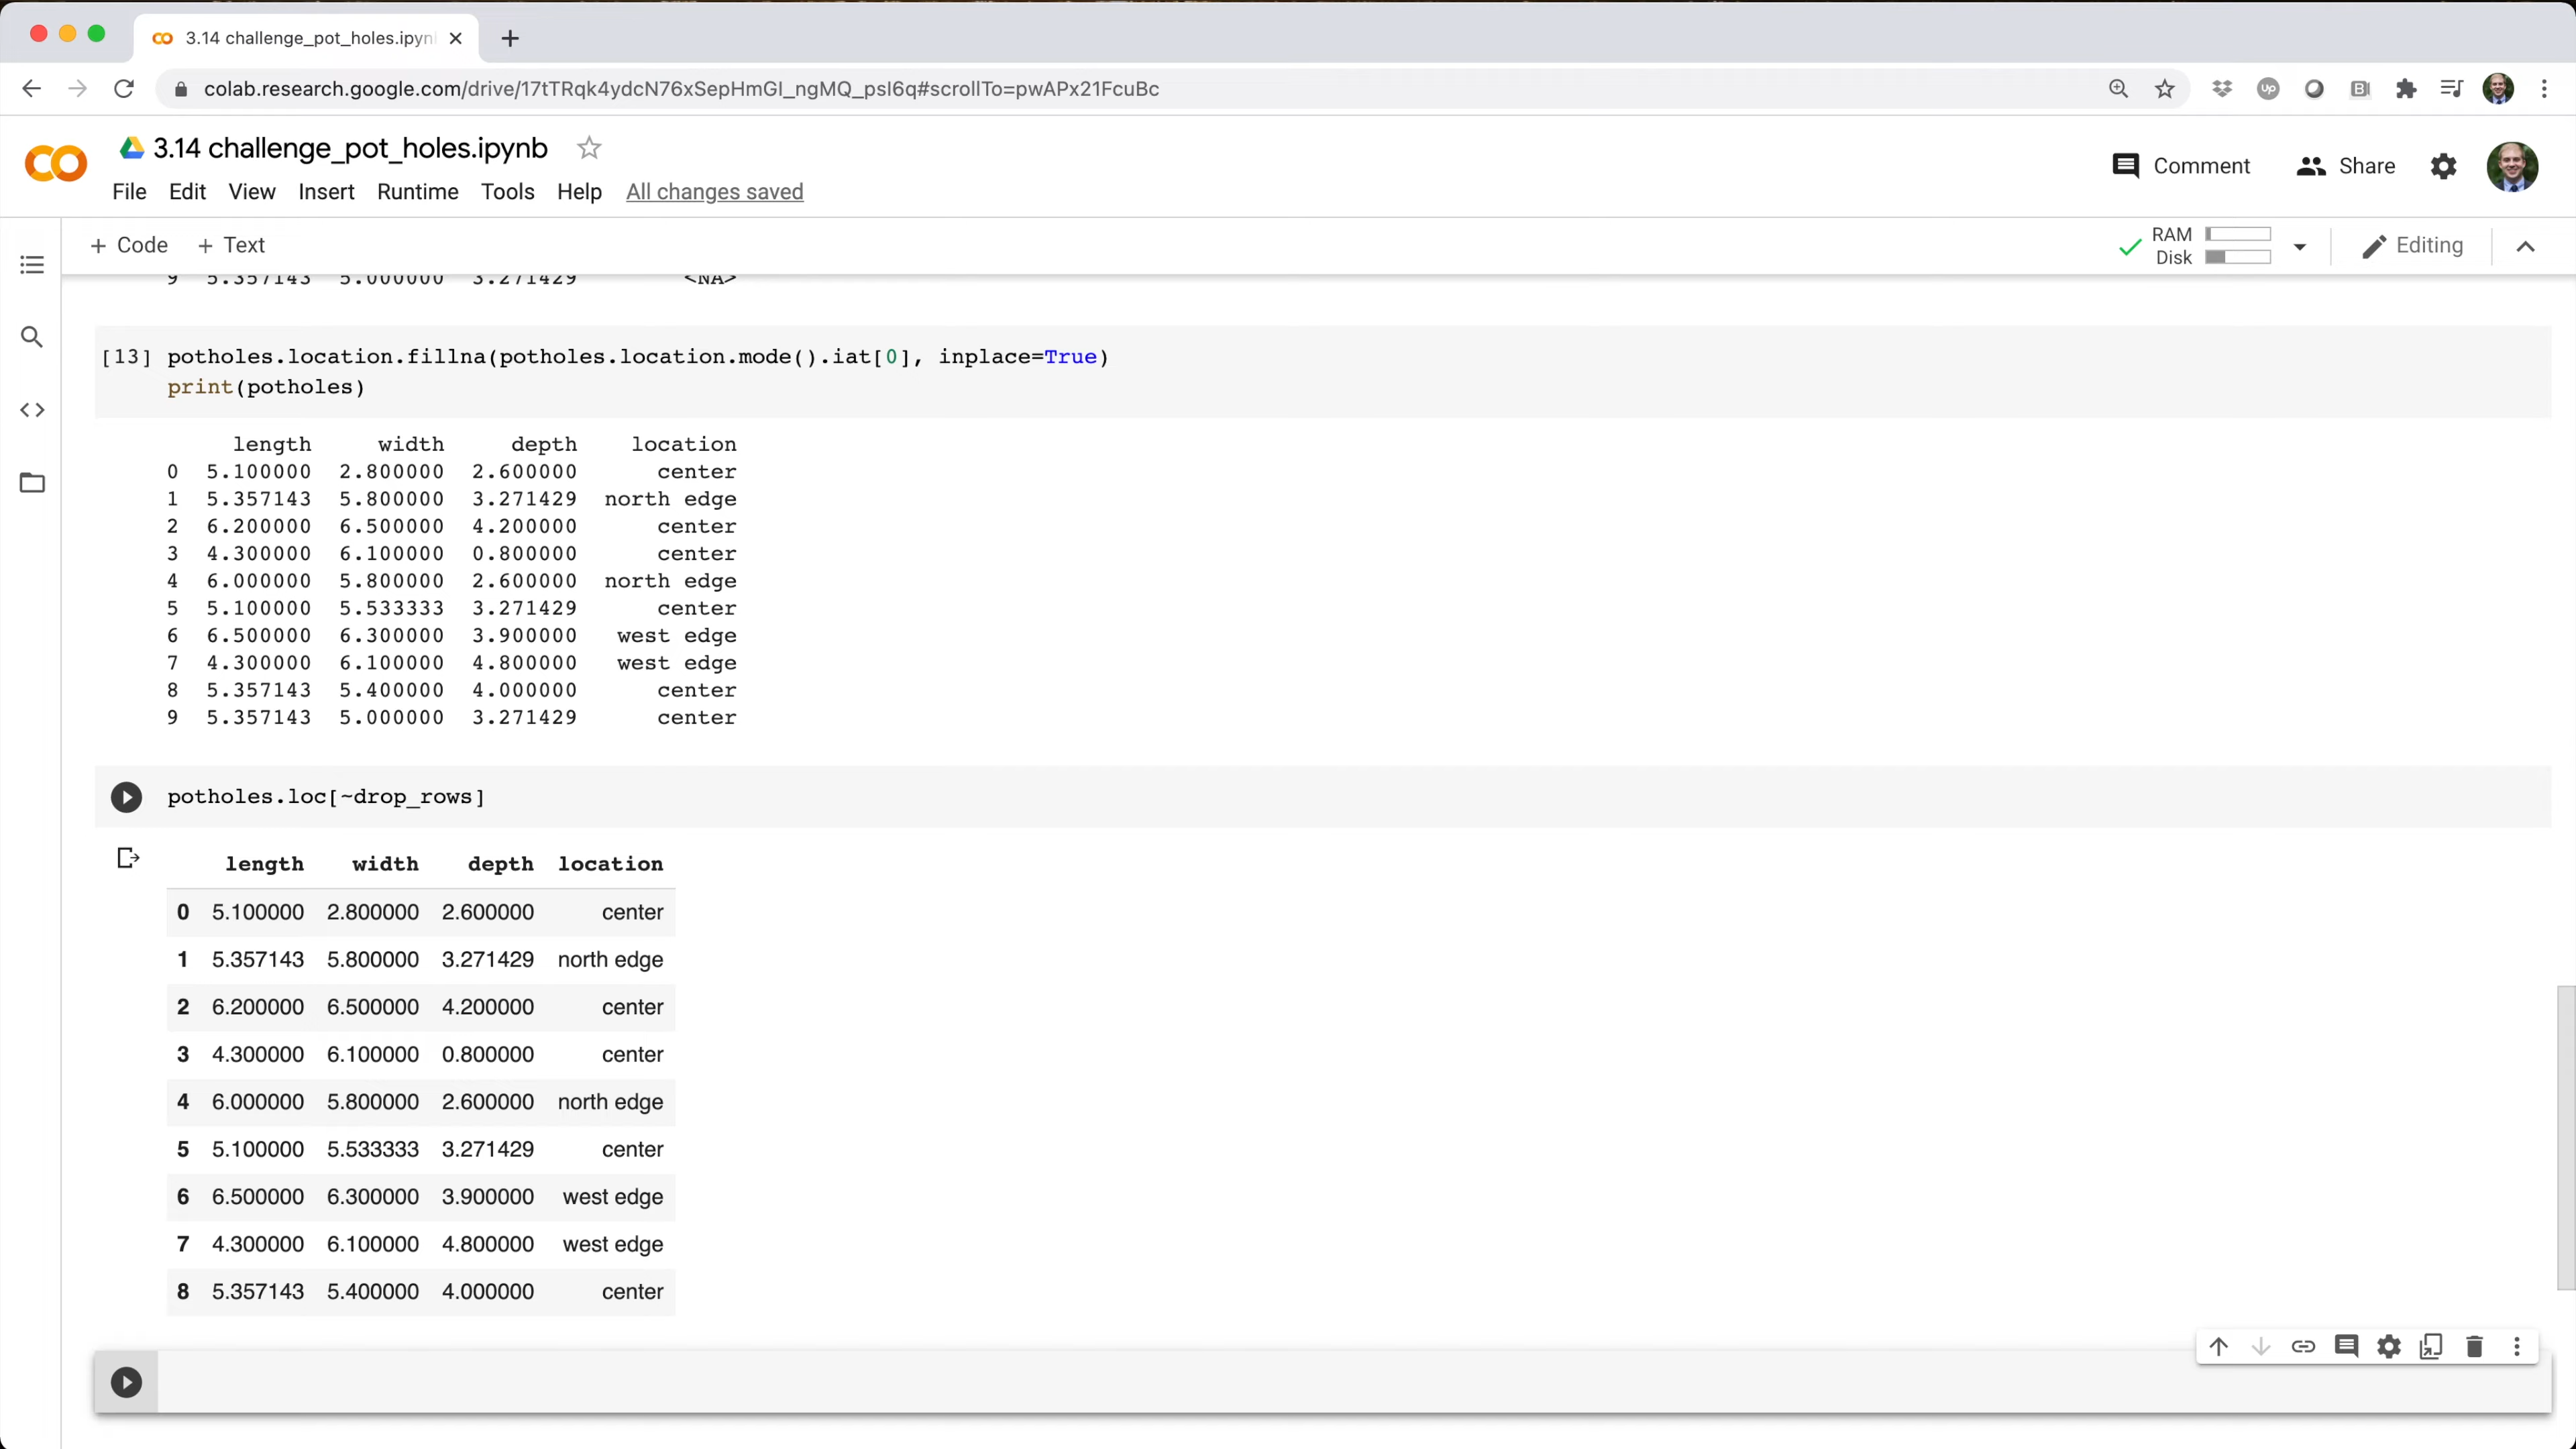 3.14 challenge_pot_holes.ipyn
colab.research.google.com/drive/17tTRqk4ydcN76xSepHmGl_ngMQ_psI6q#scrollTo=pwAPx21FcuBc
3.14 challenge_pot_holes.ipynb
Comment Share
File Edit View Insert Runtime Tools Help All changes saved
+ Code + Text
RAM
Disk
Editing
9 5.357143 5.000000 3.271429 <NA>
[13] potholes.location.fillna(potholes.location.mode().iat[0], inplace=True)
print(potholes)
length width depth location
0 5.100000 2.800000 2.600000 center
1 5.357143 5.800000 3.271429 north edge
2 6.200000 6.500000 4.200000 center
3 4.300000 6.100000 0.800000 center
4 6.000000 5.800000 2.600000 north edge
5 5.100000 5.533333 3.271429 center
6 6.500000 6.300000 3.900000 west edge
7 4.300000 6.100000 4.800000 west edge
8 5.357143 5.400000 4.000000 center
9 5.357143 5.000000 3.271429 center
potholes.loc[~drop_rows]
length width depth location
0 5.100000 2.800000 2.600000 center
1 5.357143 5.800000 3.271429 north edge
2 6.200000 6.500000 4.200000 center
3 4.300000 6.100000 0.800000 center
4 6.000000 5.800000 2.600000 north edge
5 5.100000 5.533333 3.271429 center
6 6.500000 6.300000 3.900000 west edge
7 4.300000 6.100000 4.800000 west edge
8 5.357143 5.400000 4.000000 center